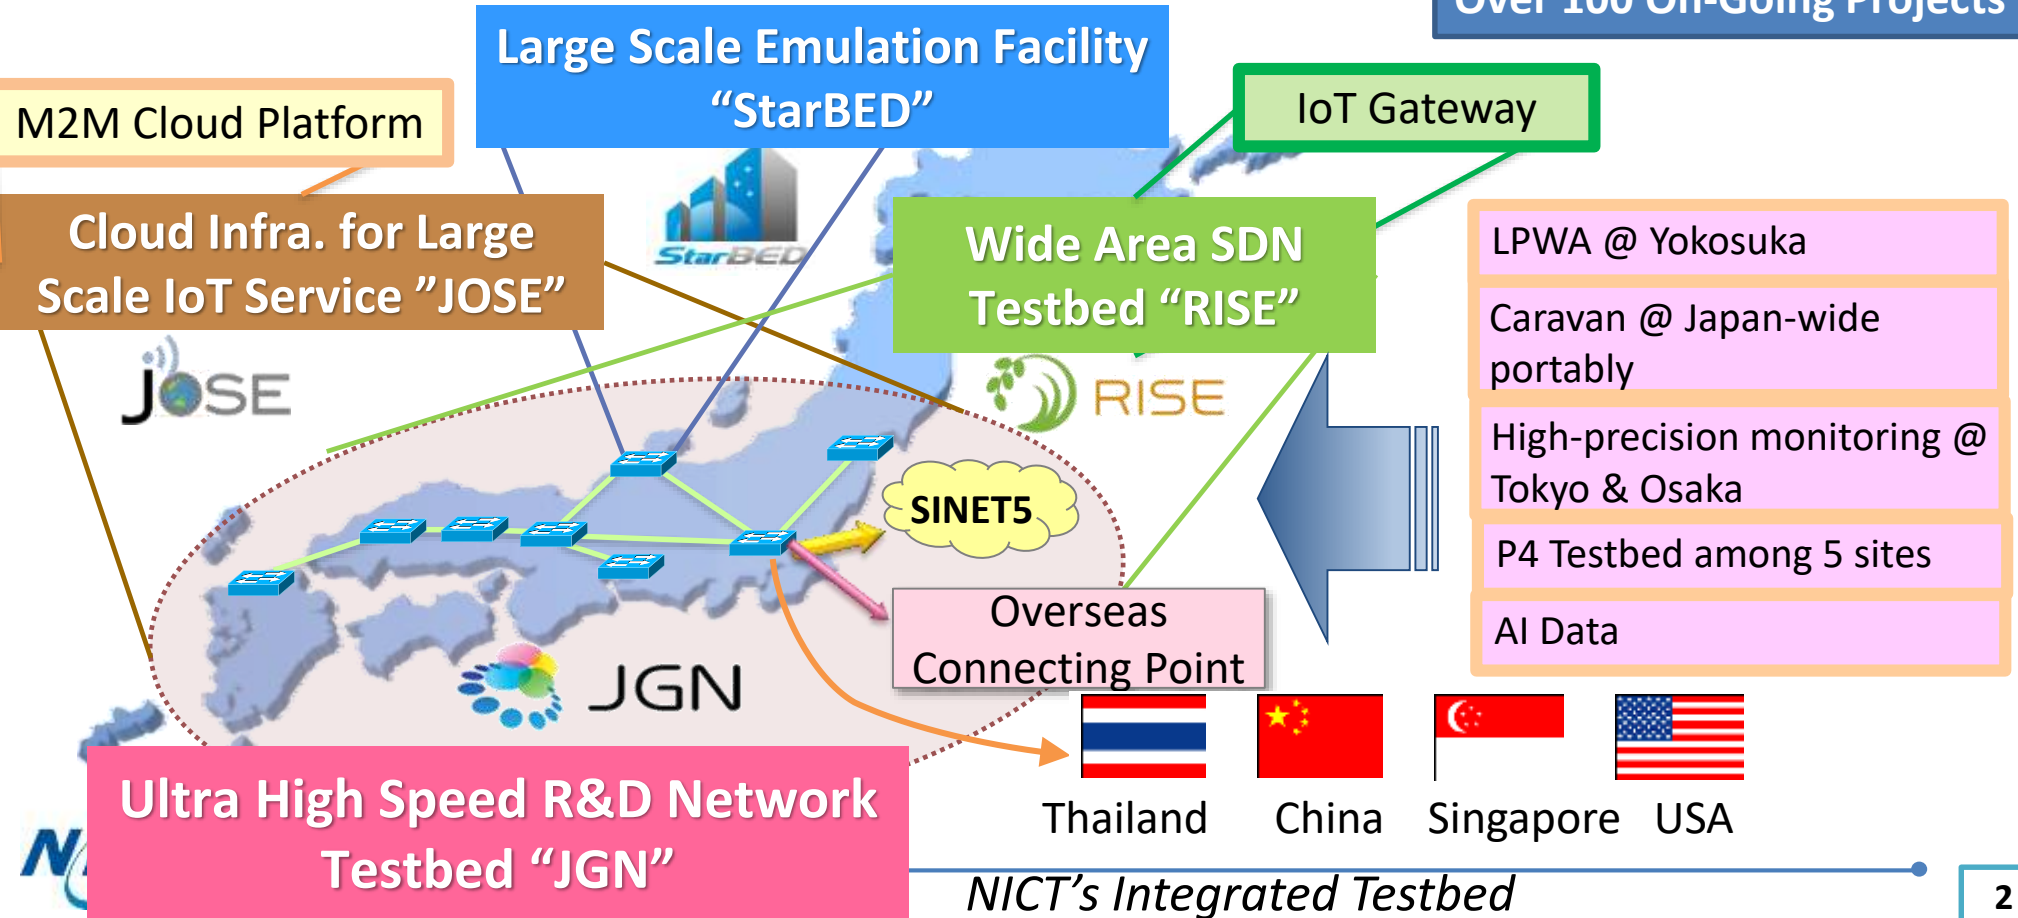 Over 100 On-Going Projects
Large Scale Emulation Facility
“StarBED”
M2M Cloud Platform
IoT Gateway
Cloud Infra. for Large
Scale IoT Service ”JOSE”
StarBED
Wide Area SDN
Testbed “RISE”
LPWA @ Yokosuka
Caravan @ Japan-wide
portably
High-precision monitoring @
Tokyo & Osaka
P4 Testbed among 5 sites
AI Data
JOSE
RISE
SINET5
Overseas
Connecting Point
JGN
Thailand
China
Singapore
USA
Ultra High Speed R&D Network
Testbed “JGN”
NICT’s Integrated Testbed
2